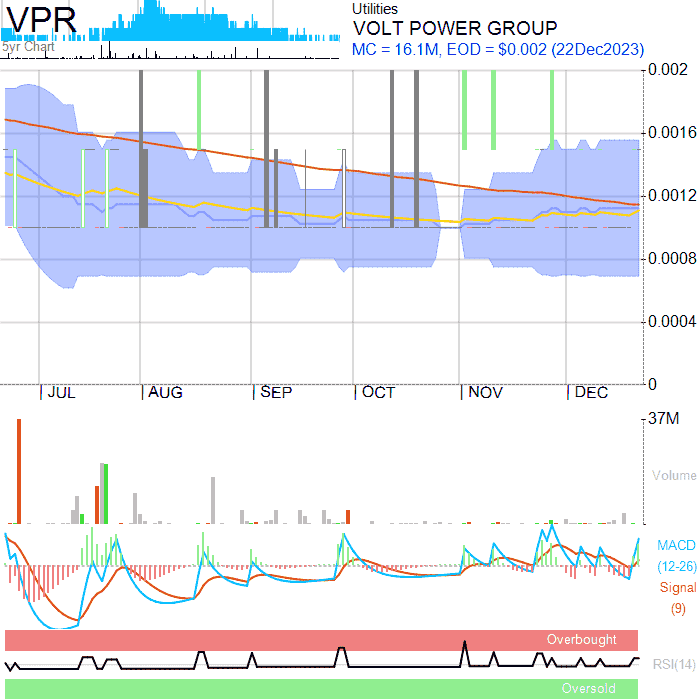 VPR
5yr Chart
Utilities
VOLT POWER GROUP
MC = 16.1M, EOD = $0.002 (22Dec2023)
0.002
0.0016
0.0012
0.0008
0.0004
0
JUL AUG SEP OCT NOV DEC
37M
Volume
MACD
(12-26)
Signal
(9)
Overbought
RSI(14)
Oversold